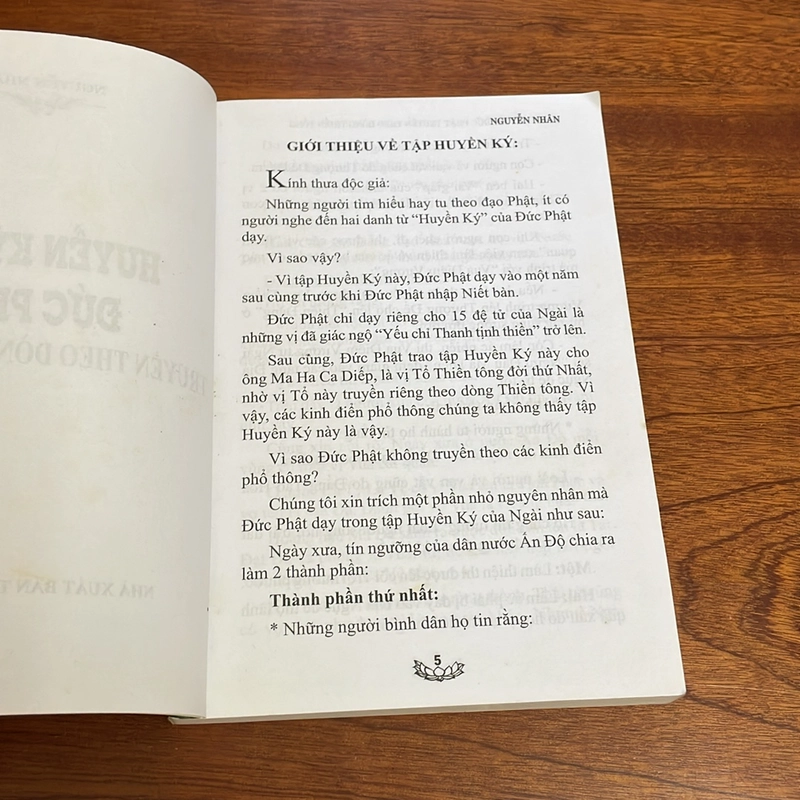 NGUYỄN NHÂN
GIỚI THIỆU VỀ TẬP HUYỀN KÝ:
Kính thưa độc giả:
Những người tìm hiểu hay tu theo đạo Phật, ít có
người nghe đến hai danh từ “Huyền Ký” của Đức Phật
dạy.
Vì sao vậy?
- Vì tập Huyền Ký này, Đức Phật dạy vào một năm
sau cùng trước khi Đức Phật nhập Niết bàn.
Đức Phật chỉ dạy riêng cho 15 đệ tử của Ngài là
những vị đã giác ngộ “Yếu chỉ Thanh tịnh thiền” trở lên.
Sau cùng, Đức Phật trao tập Huyền Ký này cho
ông Ma Ha Ca Diếp, là vị Tổ Thiền tông đời thứ Nhất,
nhờ vị Tổ này truyền riêng theo dòng Thiền tông. Vì
vậy, các kinh điển phổ thông chúng ta không thấy tập
Huyền Ký này là vậy.
Vì sao Đức Phật không truyền theo các kinh điển
phổ thông?
Chúng tôi xin trích một phần nhỏ nguyên nhân mà
Đức Phật dạy trong tập Huyền Ký của Ngài như sau:
Ngày xưa, tín ngưỡng của dân nước Ấn Độ chia ra
làm 2 thành phần:
Thành phần thứ nhất:
* Những người bình dân họ tin rằng:
5